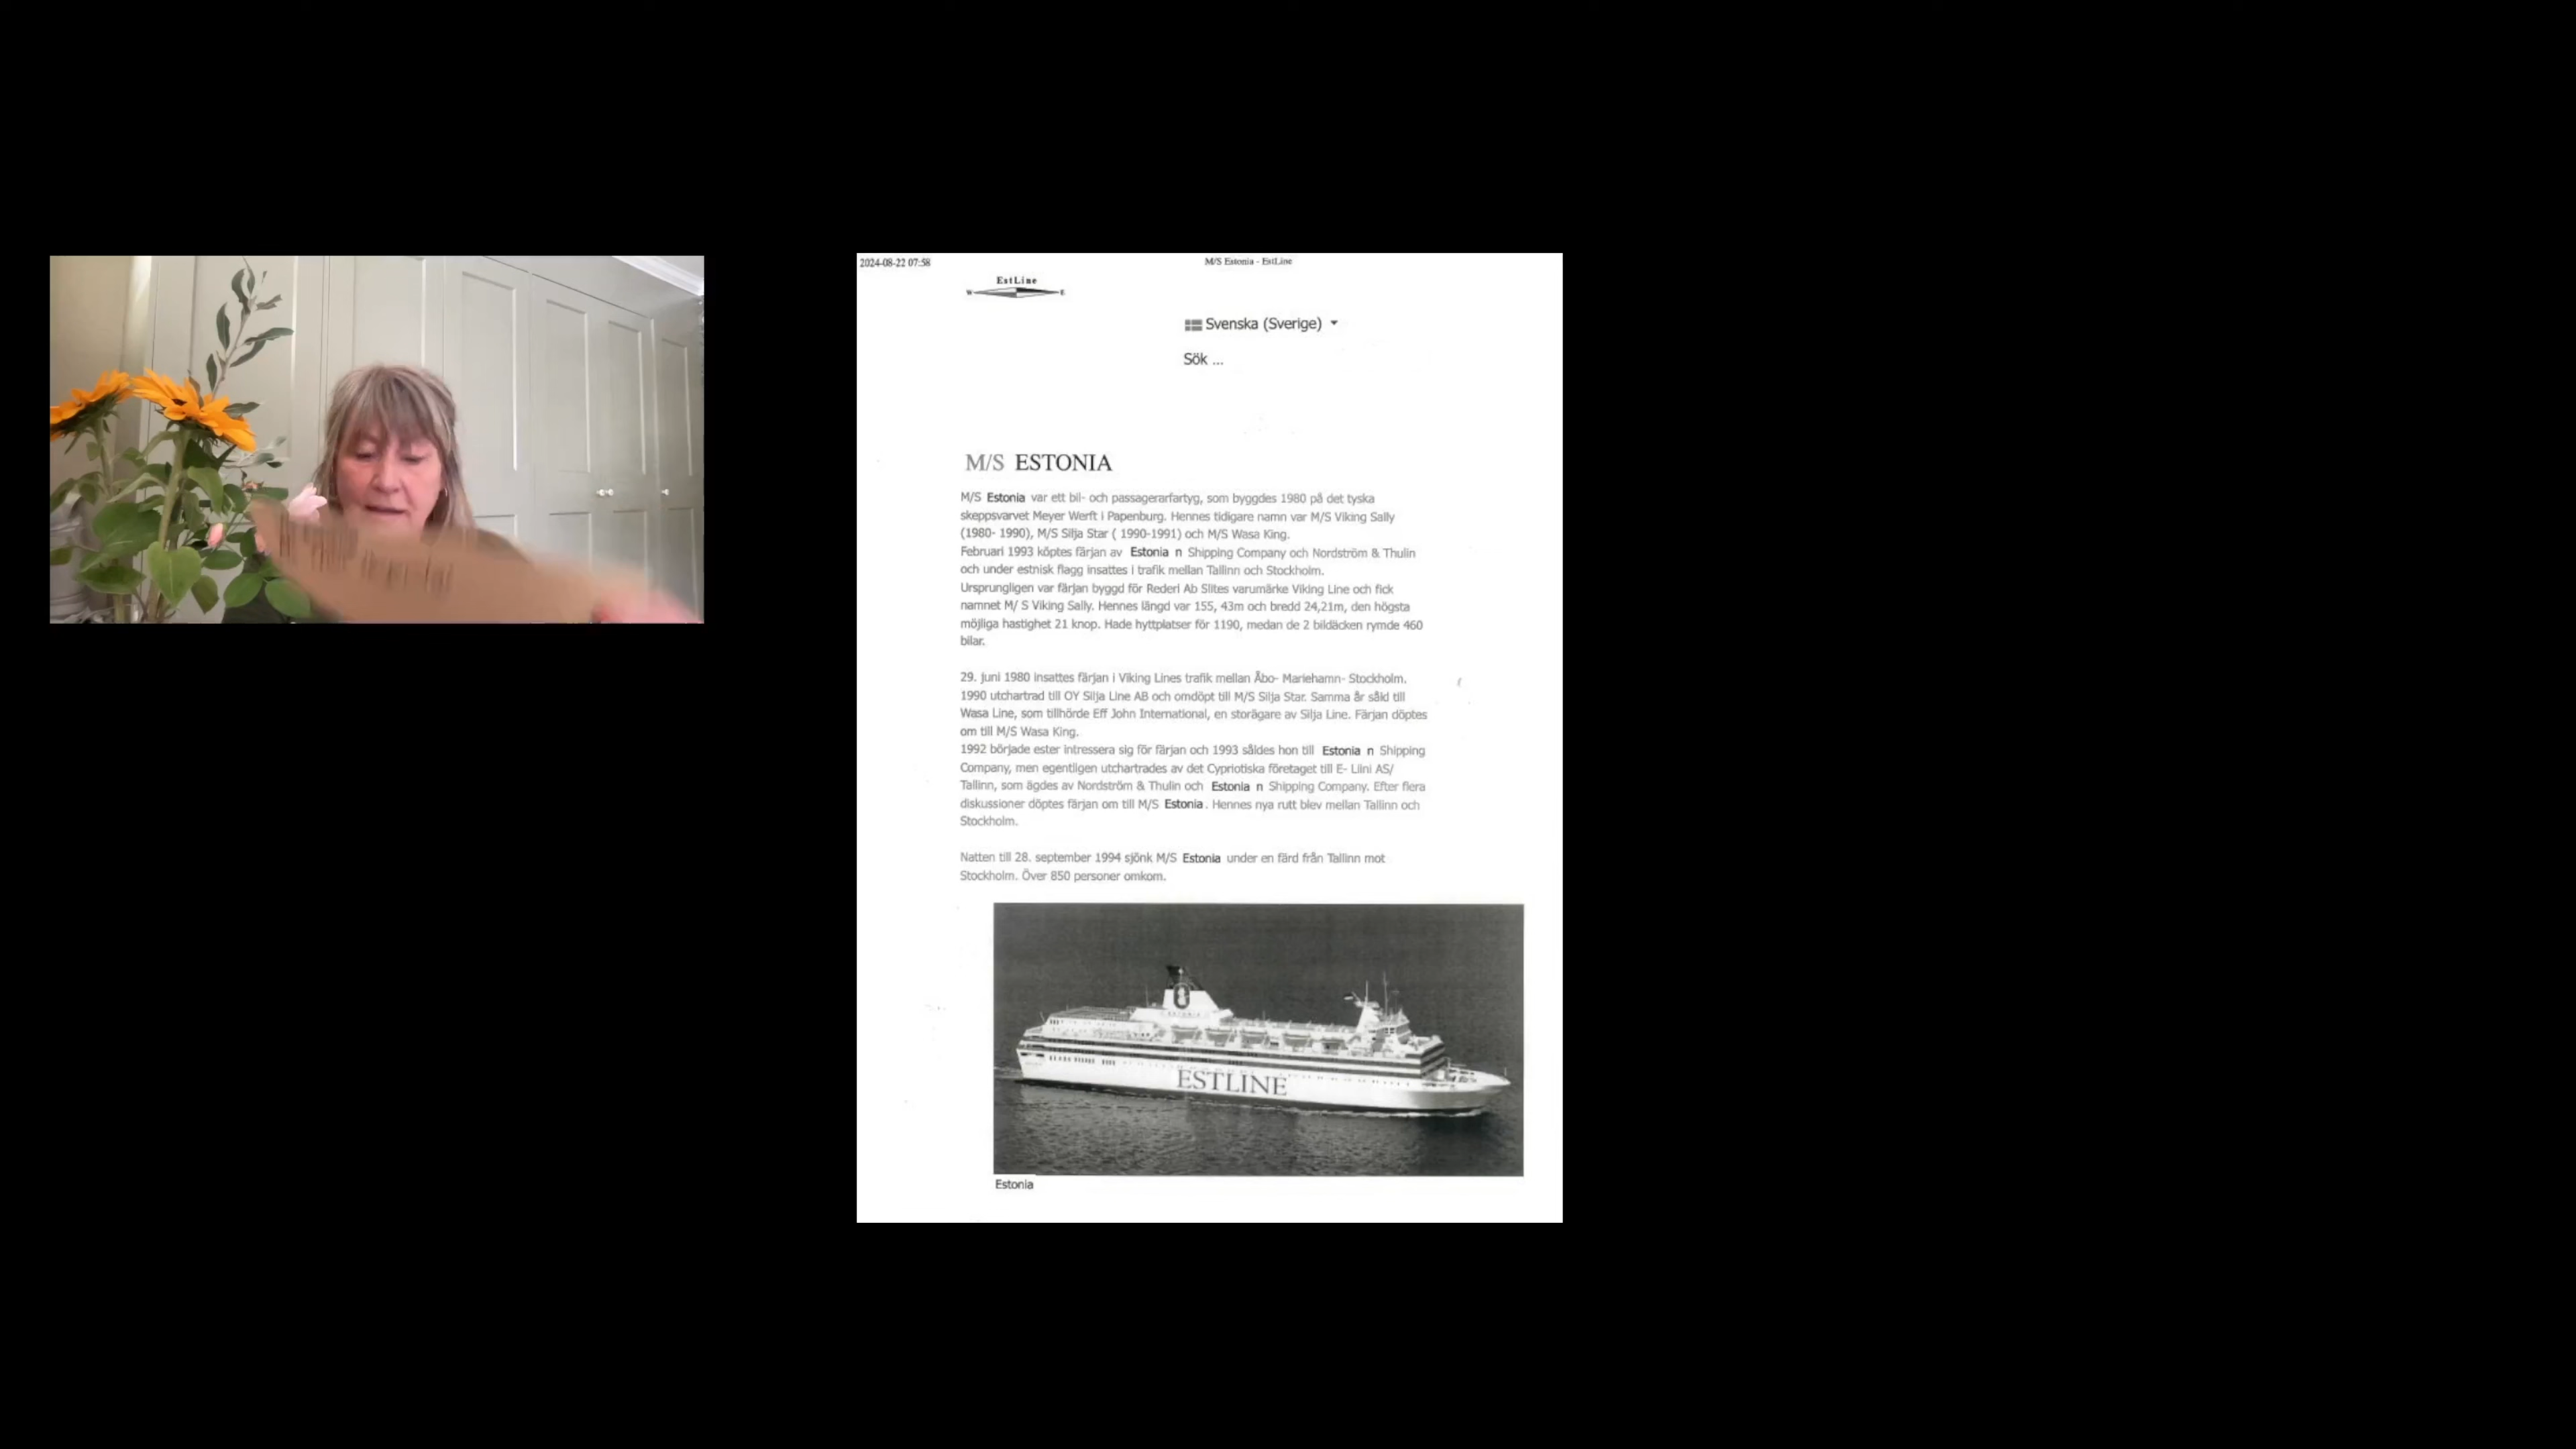 2024-08-22 07:58
M/S Estonia - EstLine
EstLine
W E
Svenska (Sverige)
Sök ...
M/S ESTONIA
M/S Estonia var ett bil- och passagerarfartyg, som byggdes 1980 på det tyska
skeppsvarvet Meyer Werft i Papenburg. Hennes tidigare namn var M/S Viking Sally
(1980- 1990), M/S Silja Star ( 1990-1991) och M/S Wasa King.
Februari 1993 köptes färjan av Estonia n Shipping Company och Nordström & Thulin
och under estnisk flagg insattes i trafik mellan Tallinn och Stockholm.
Ursprungligen var färjan byggd för Rederi Ab Slites varumärke Viking Line och fick
namnet M/ S Viking Sally. Hennes längd var 155, 43m och bredd 24,21m, den högsta
möjliga hastighet 21 knop. Hade hyttplatser för 1190, medan de 2 bildäcken rymde 460
bilar.
29. juni 1980 insattes färjan i Viking Lines trafik mellan Åbo- Mariehamn- Stockholm.
1990 utchartrad till OY Silja Line AB och omdöpt till M/S Silja Star. Samma år såld till
Wasa Line, som tillhörde Eff John International, en storägare av Silja Line. Färjan döptes
om till M/S Wasa King.
1992 började ester intressera sig för färjan och 1993 såldes hon till Estonia n Shipping
Company, men egentligen utchartrades av det Cypriotiska företaget till E- Liini AS/
Tallinn, som ägdes av Nordström & Thulin och Estonia n Shipping Company. Efter flera
diskussioner döptes färjan om till M/S Estonia. Hennes nya rutt blev mellan Tallinn och
Stockholm.
Natten till 28. september 1994 sjönk M/S Estonia under en färd från Tallinn mot
Stockholm. Över 850 personer omkom.
ESTONIA
ESTLINE
Estonia